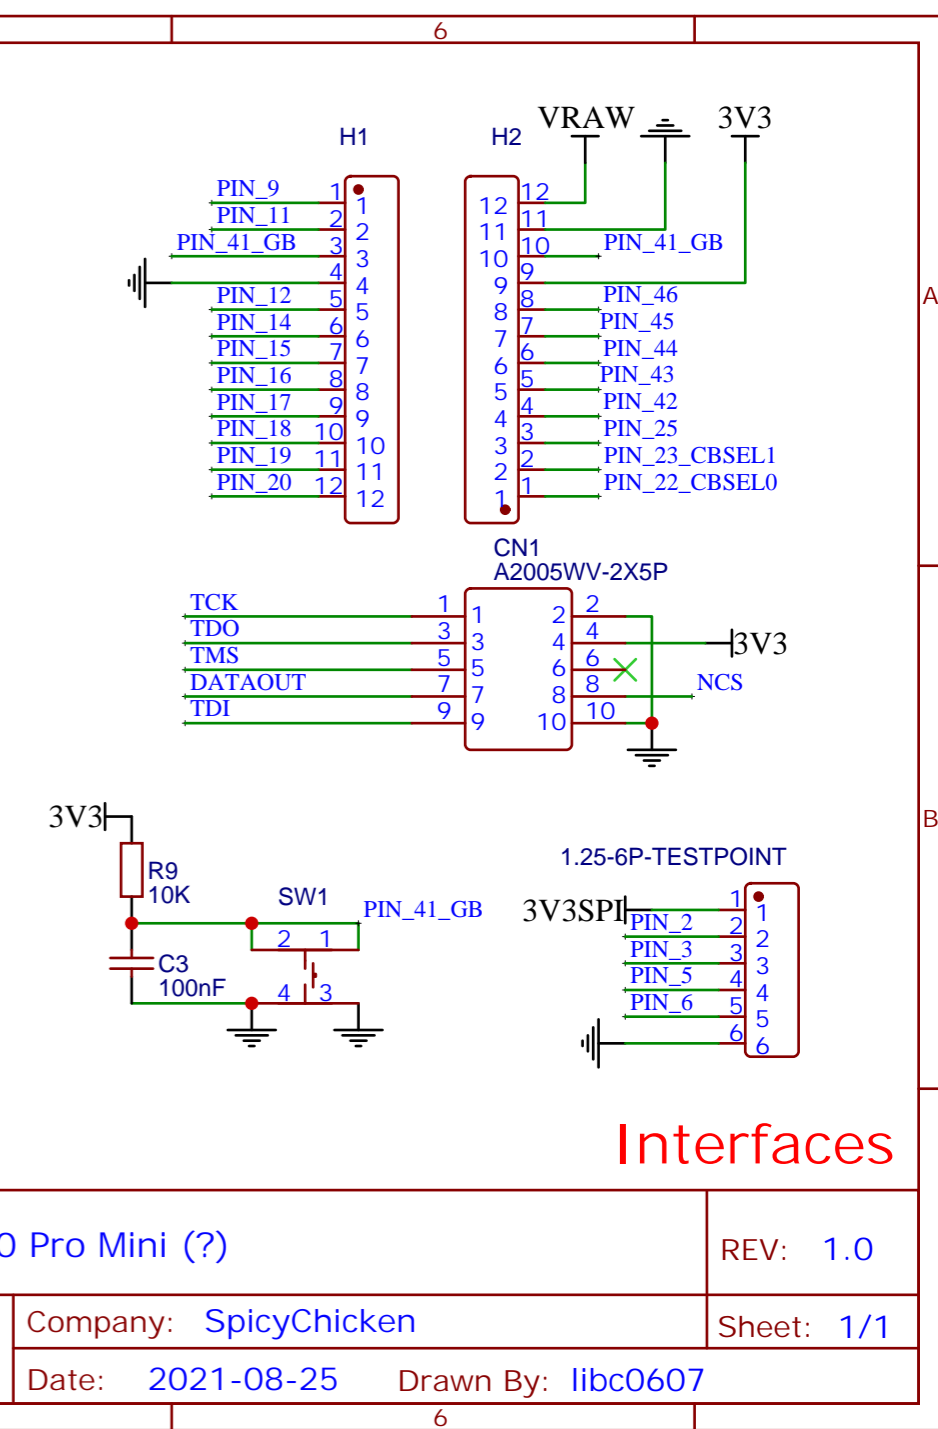 6
VRAW 3V3
H1 H2
PIN_9 1 1 12 12
PIN_11 2 2 11 11
PIN_41_GB 3 3 10 10 PIN_41_GB
4 4 9 9
PIN_12 5 5 8 8 PIN_46
A
PIN_14 6 6 7 7 PIN_45
PIN_15 7 7 6 6 PIN_44
PIN_16 8 8 5 5 PIN_43
PIN_17 9 9 4 4 PIN_42
PIN_18 10 10 3 3 PIN_25
PIN_19 11 11 2 2 PIN_23_CBSEL1
PIN_20 12 12 1 1 PIN_22_CBSEL0
CN1
A2005WV-2X5P
TCK 1 1 2 2
TDO 3 3 4 4 3V3
TMS 5 5 6 6
DATAOUT 7 7 8 8 NCS
TDI 9 9 10 10
3V3
B
R9
10K
SW1
PIN_41_GB
2 1
C3
100nF
4 3
1.25-6P-TESTPOINT
3V3SPI 1 1
PIN_2 2 2
PIN_3 3 3
PIN_5 4 4
PIN_6 5 5
6 6
Interfaces
0 Pro Mini (?)
REV: 1.0
Company: SpicyChicken
Sheet: 1/1
Date: 2021-08-25 Drawn By: libc0607
6